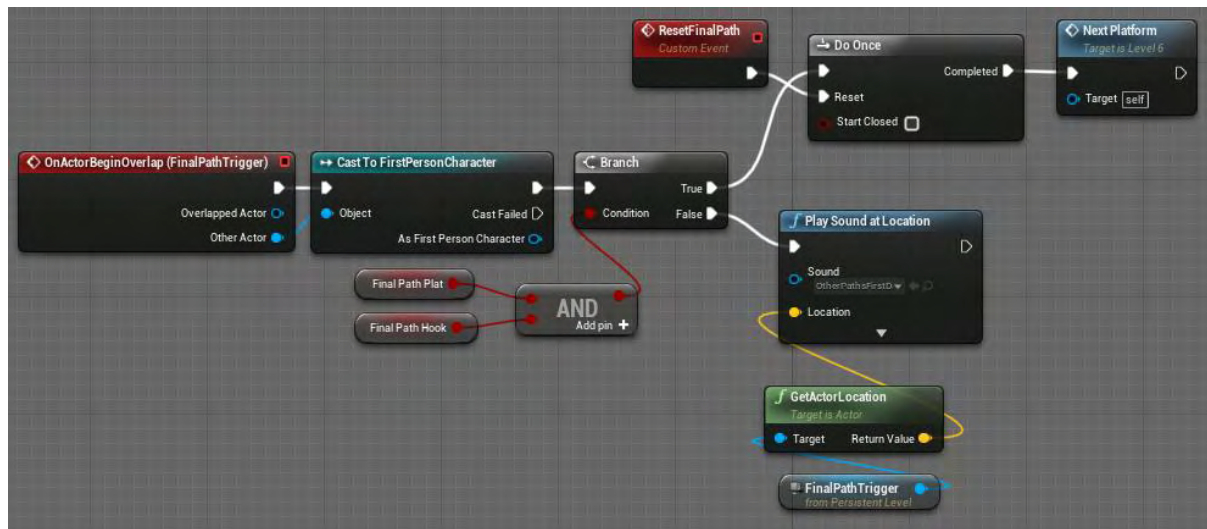 ResetFinalPath
Custom Event
Do Once
Completed
Reset
Start Closed
Next Platform
Target is Level 6
Target self
OnActorBeginOverlap (FinalPathTrigger)
Overlapped Actor
Other Actor
Cast To FirstPersonCharacter
Object
Cast Failed
As First Person Character
Branch
True
Condition
False
Final Path Plat
Final Path Hook
AND
Add pin +
f Play Sound at Location
Sound
OtherPathsFirstD
Location
f GetActorLocation
Target is Actor
Target
Return Value
FinalPathTrigger
from Persistent Level